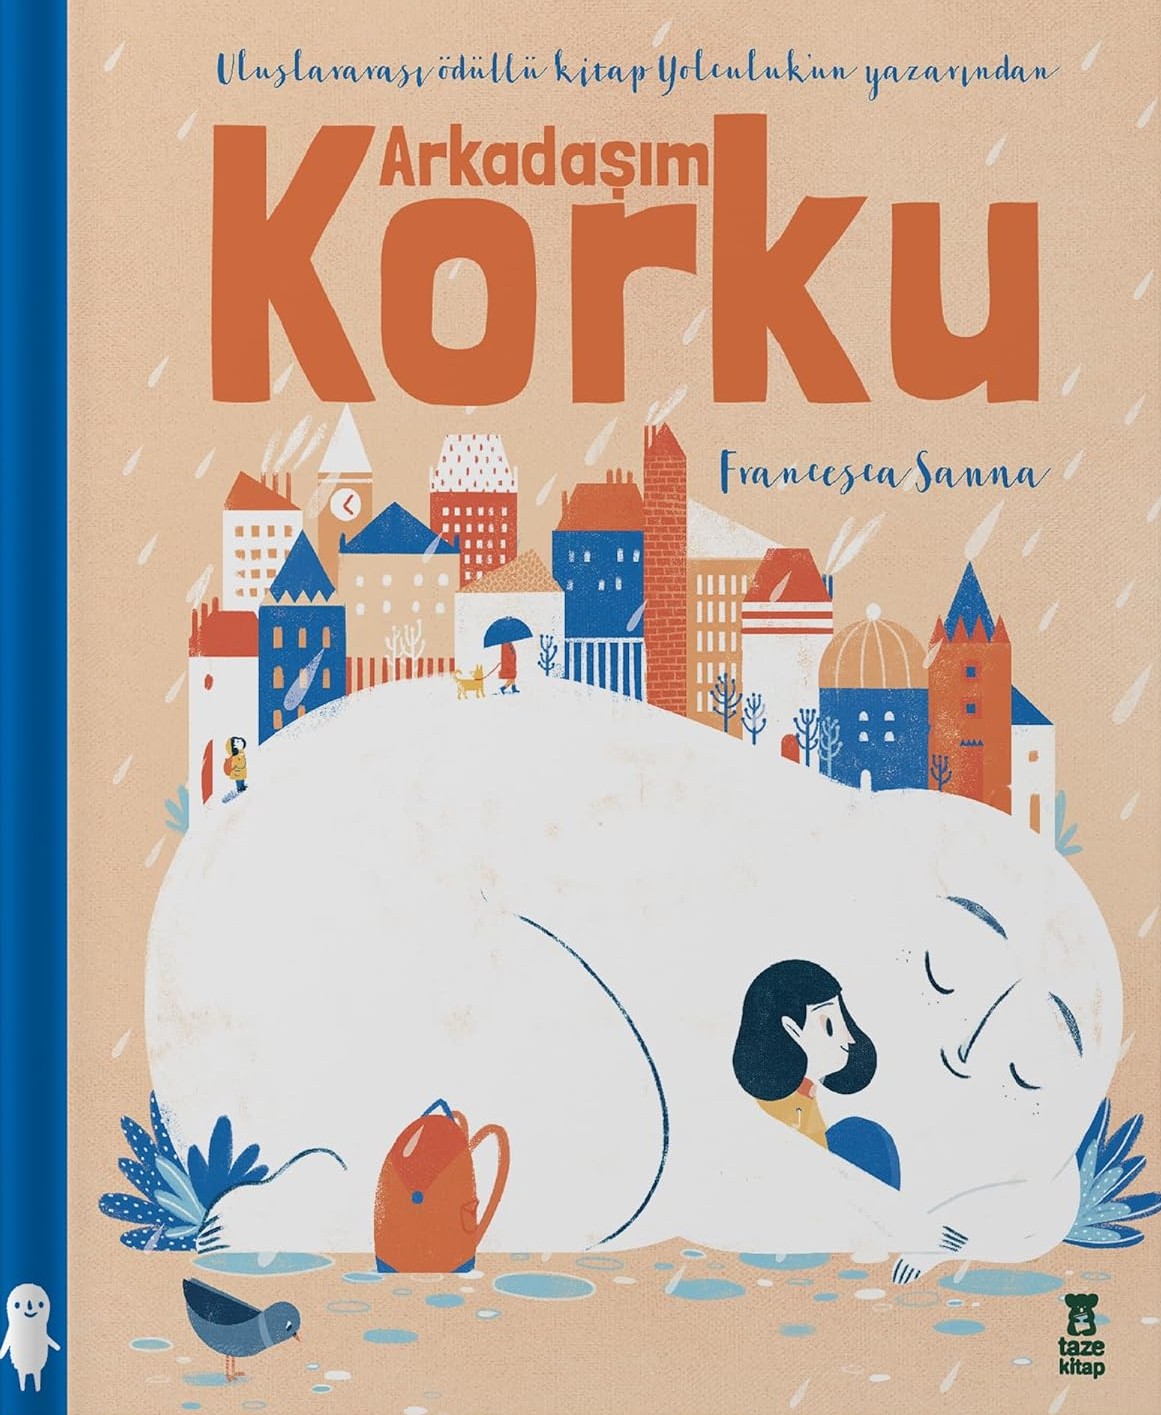 Uluslararası ödüllü kitap Yolculuk'un yazarından
Arkadaşım
Korku
Francesca Sanna
taze
kitap